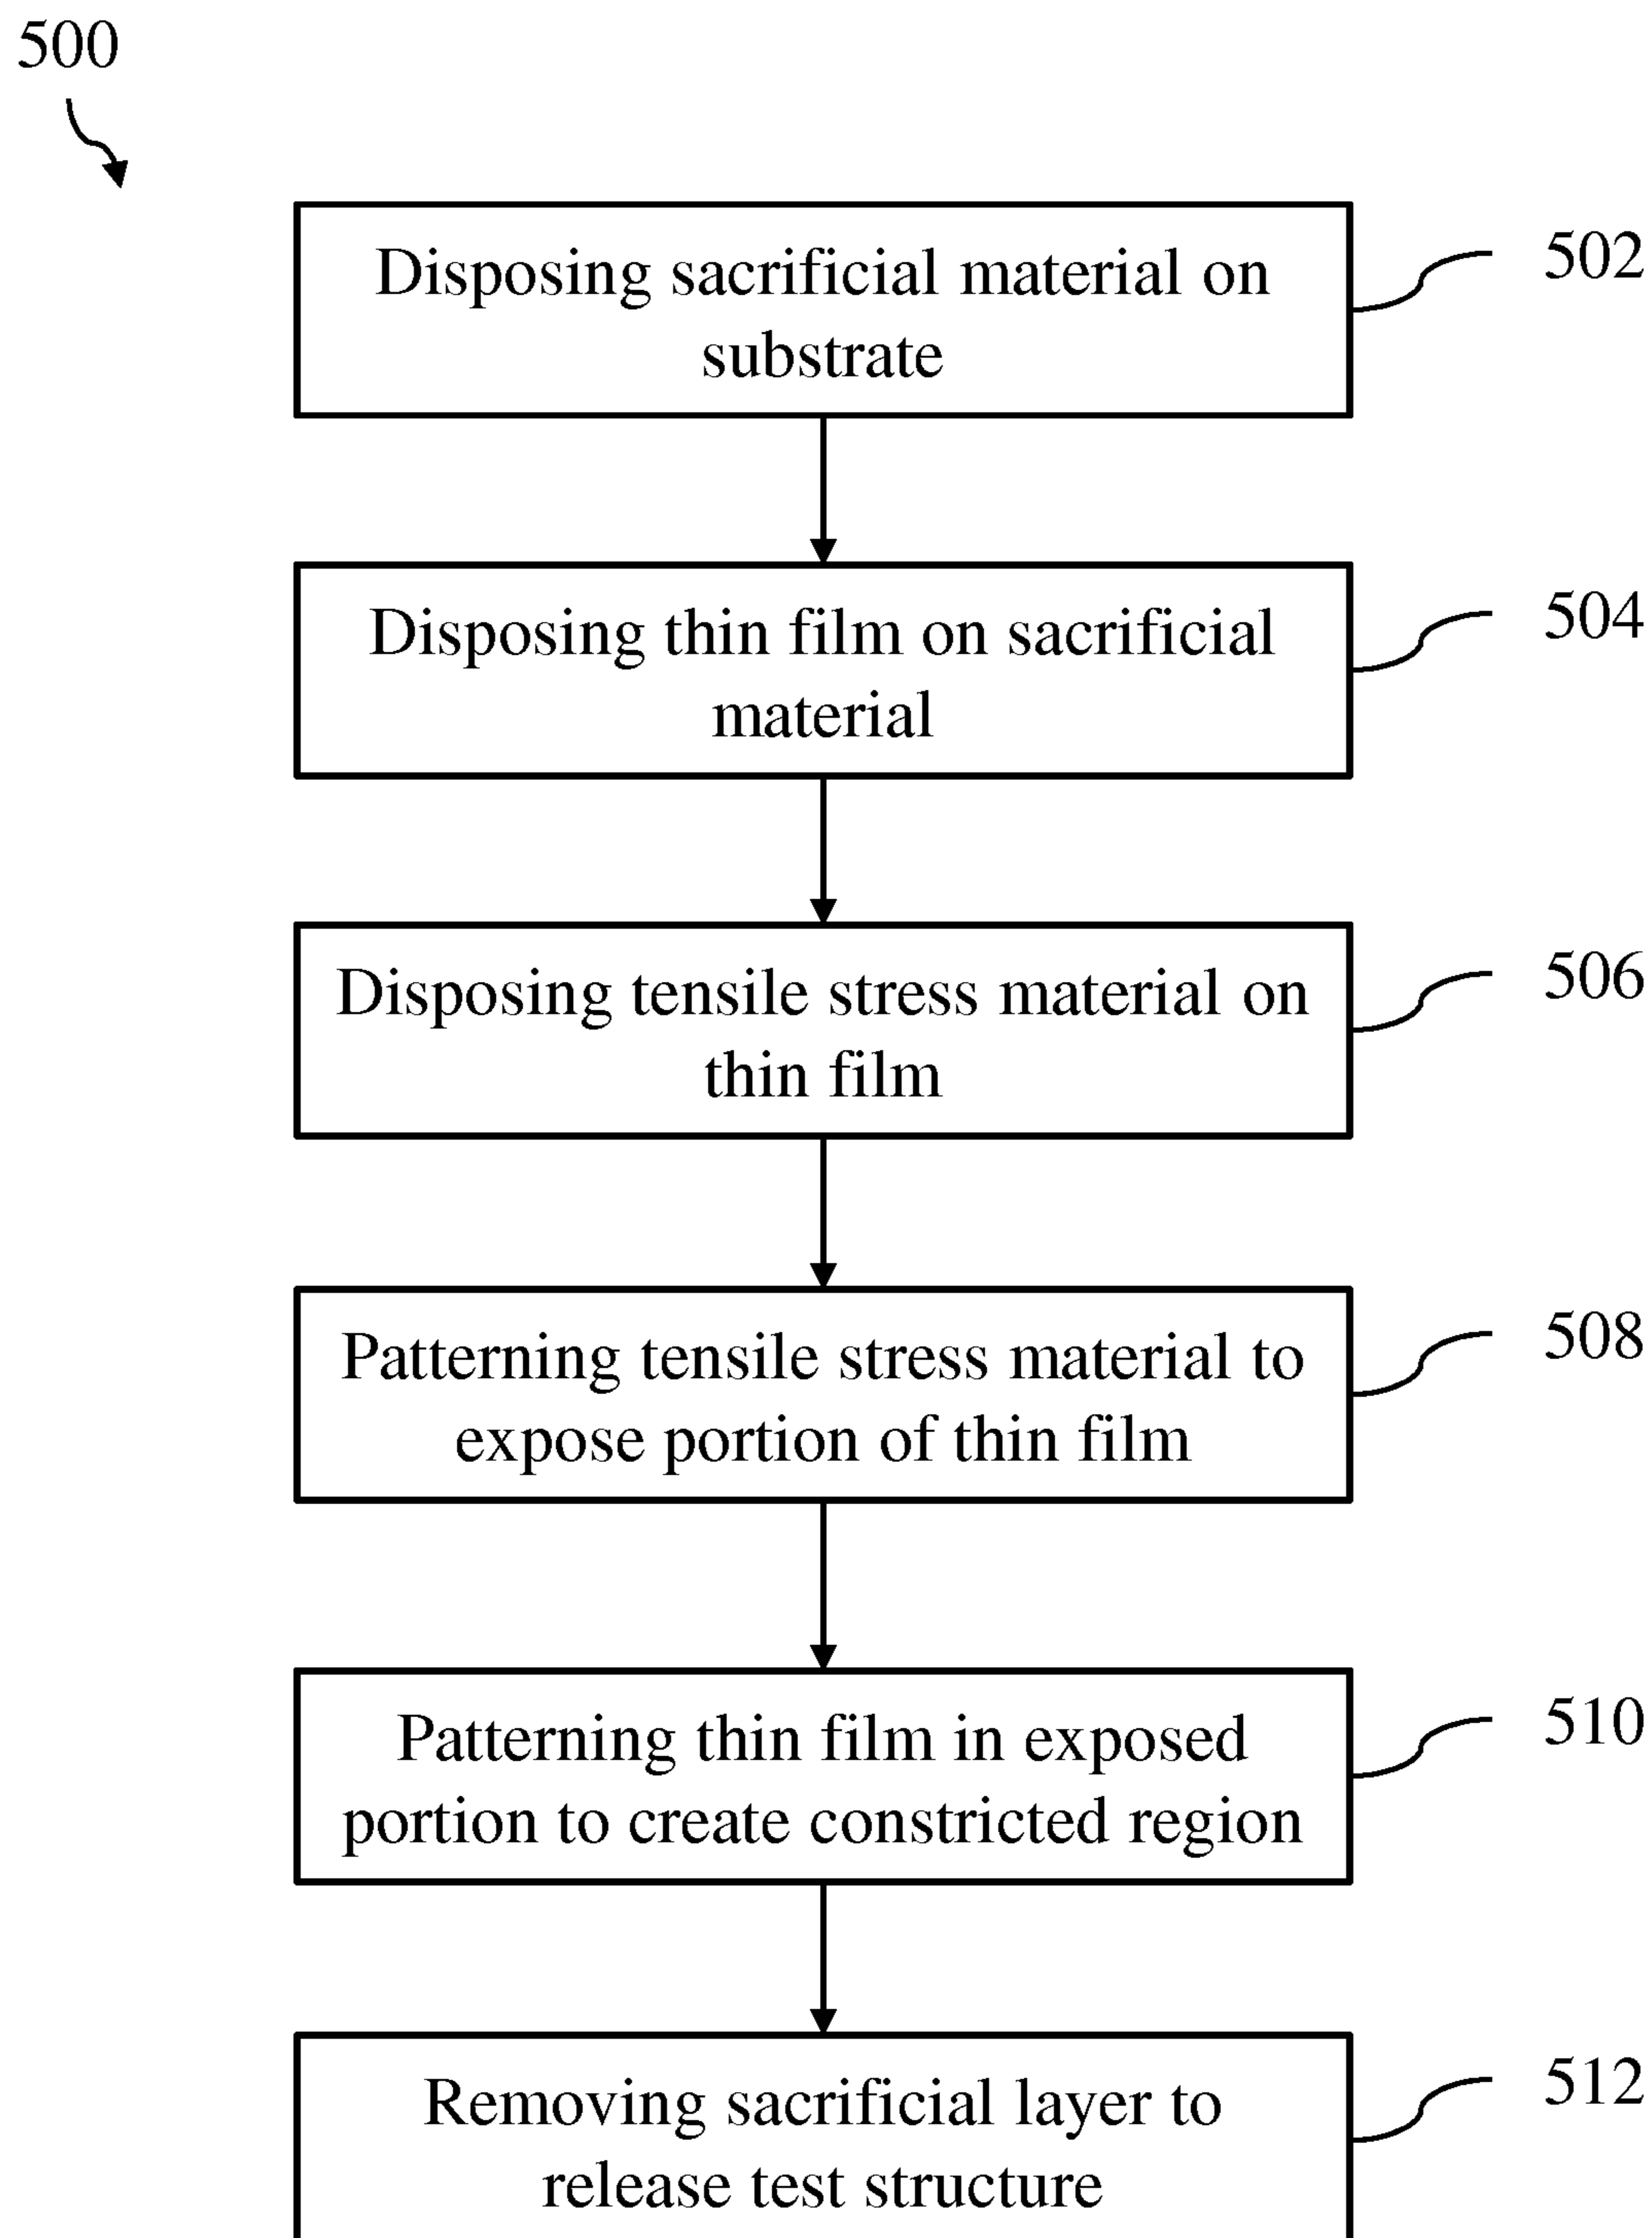 500
Disposing sacrificial material on
substrate
502
Disposing thin film on sacrificial
material
504
Disposing tensile stress material on
thin film
506
Patterning tensile stress material to
expose portion of thin film
508
Patterning thin film in exposed
portion to create constricted region
510
Removing sacrificial layer to
release test structure
512